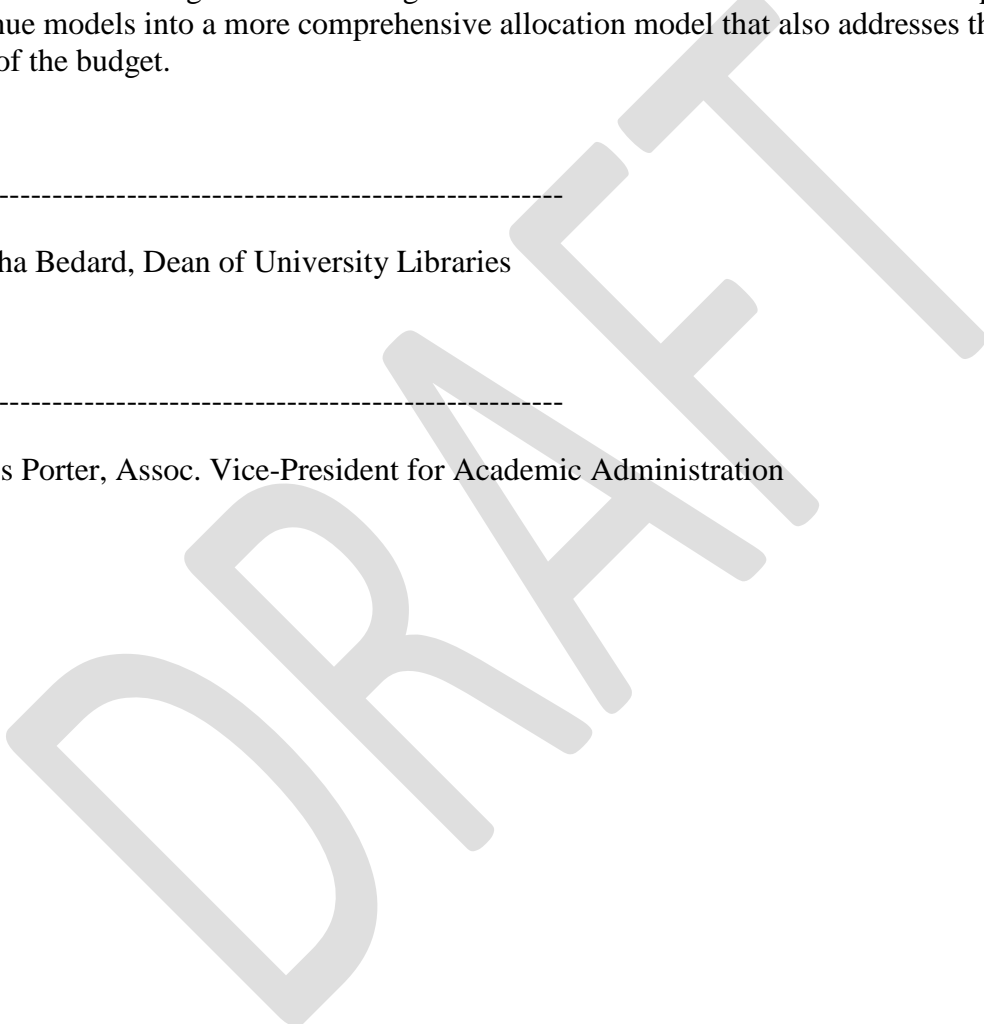 nue models into a more comprehensive allocation model that also addresses th
of the budget.
-----------------------------------------------------
ha Bedard, Dean of University Libraries
-----------------------------------------------------
s Porter, Assoc. Vice-President for Academic Administration
DRAFT